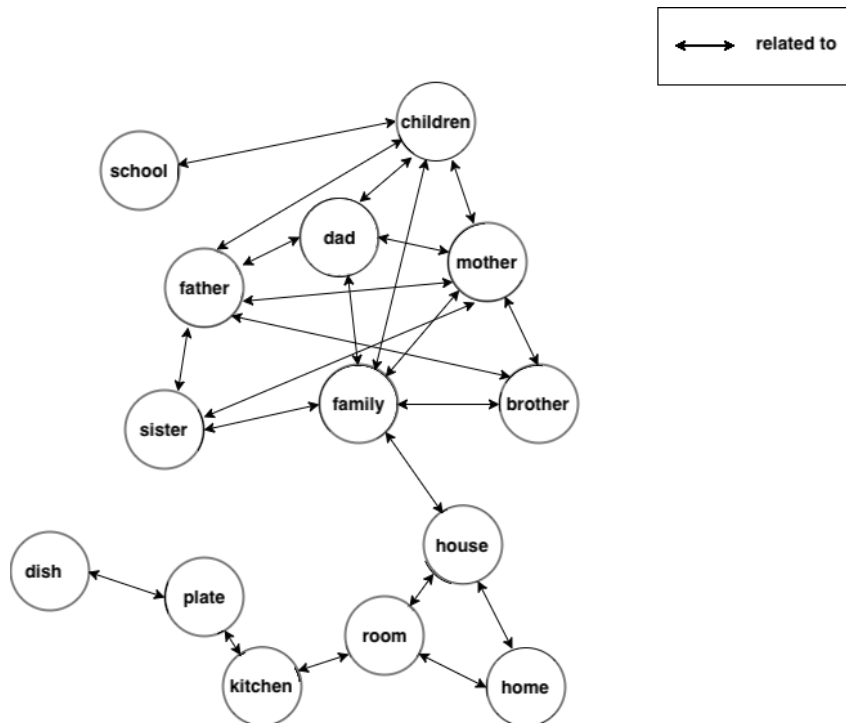 related to
children
school
dad
mother
father
family
brother
sister
house
dish
plate
room
kitchen
home